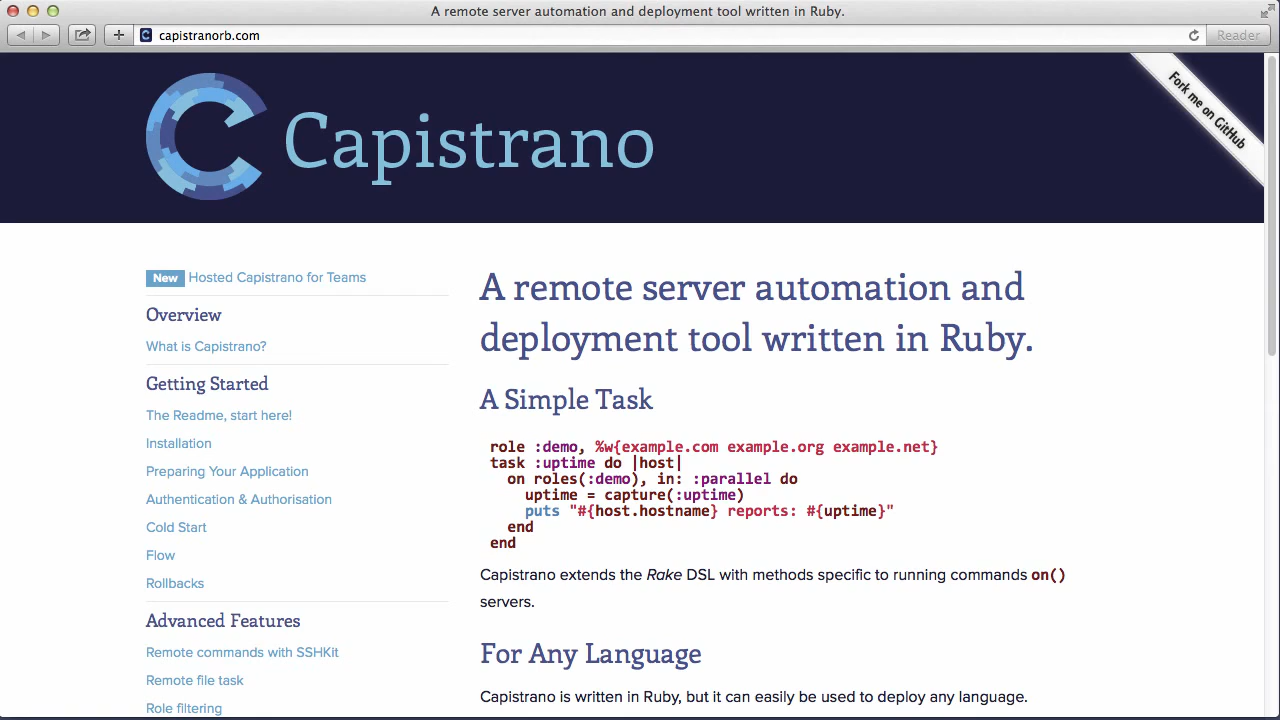 A remote server automation and deployment tool written in Ruby.
capistranorb.com
Reader
Fork me on GitHub
Capistrano
New Hosted Capistrano for Teams
Overview
What is Capistrano?
Getting Started
The Readme, start here!
Installation
Preparing Your Application
Authentication & Authorisation
Cold Start
Flow
Rollbacks
Advanced Features
Remote commands with SSHKit
Remote file task
Role filtering
A remote server automation and
deployment tool written in Ruby.
A Simple Task
role :demo, %w{example.com example.org example.net}
task :uptime do |host|
  on roles(:demo), in: :parallel do
    uptime = capture(:uptime)
    puts "#{host.hostname} reports: #{uptime}"
  end
end
Capistrano extends the Rake DSL with methods specific to running commands on()
servers.
For Any Language
Capistrano is written in Ruby, but it can easily be used to deploy any language.